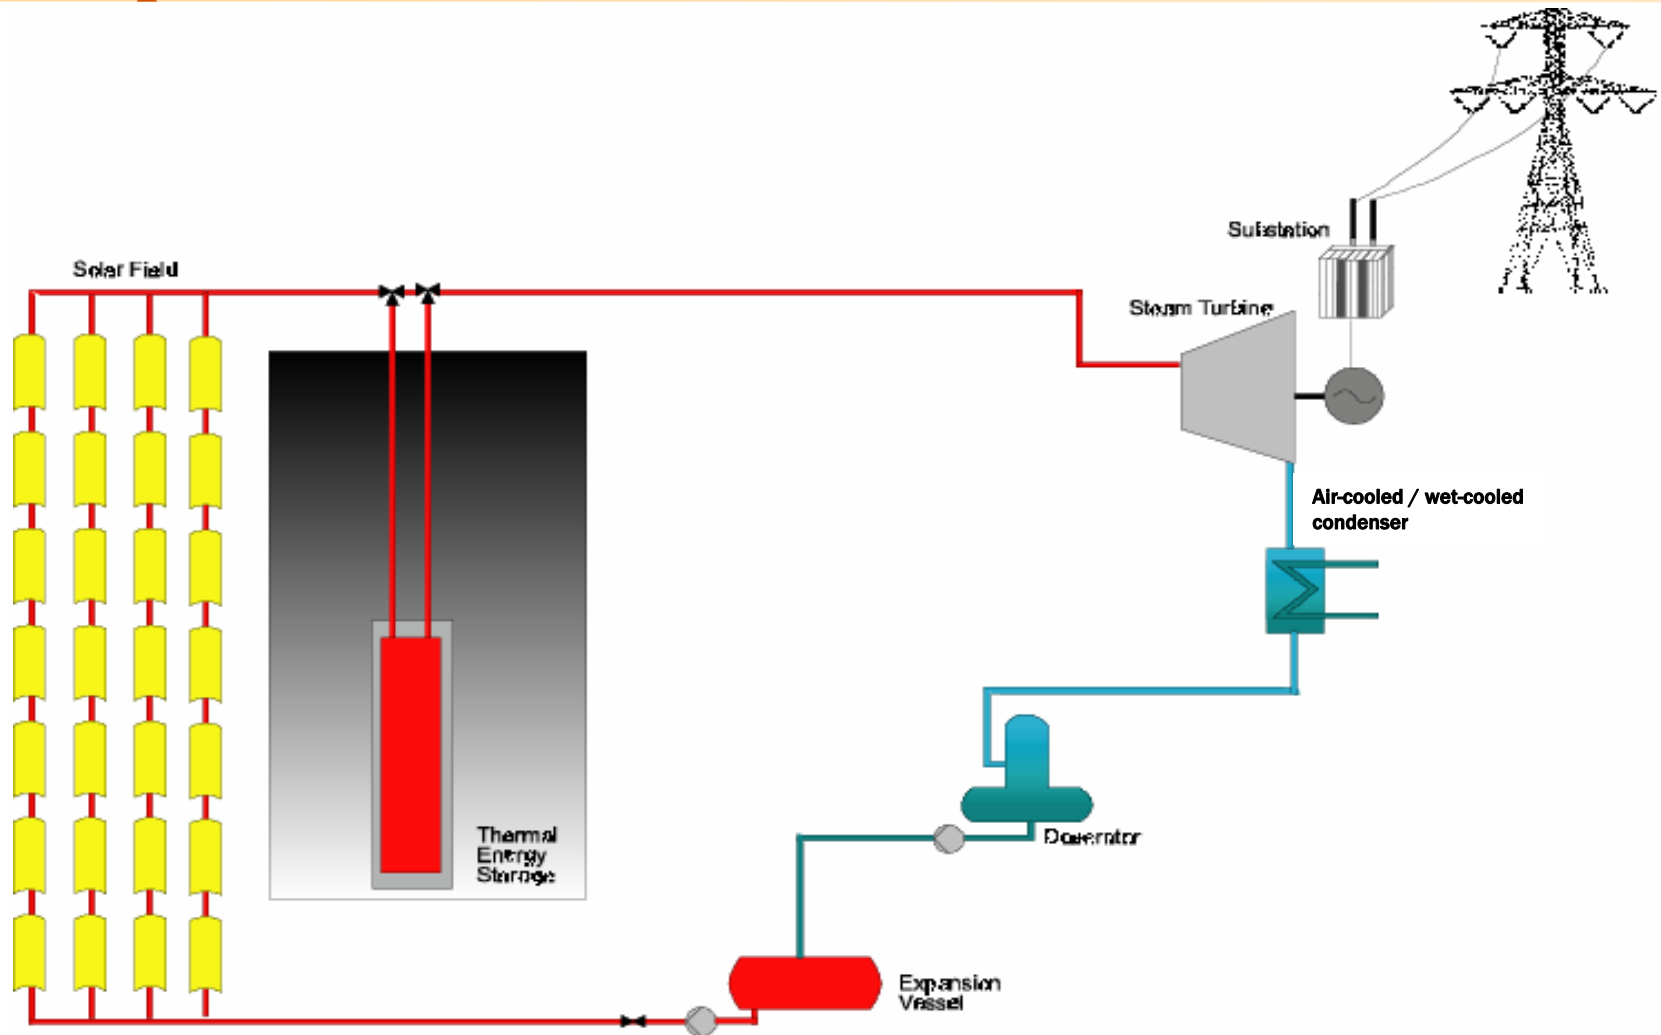 Substation
Solar Field
Steam Turbine
Air-cooled / wet-cooled
condenser
Thermal
Energy
Storage
Deaerator
Expansion
Vessel